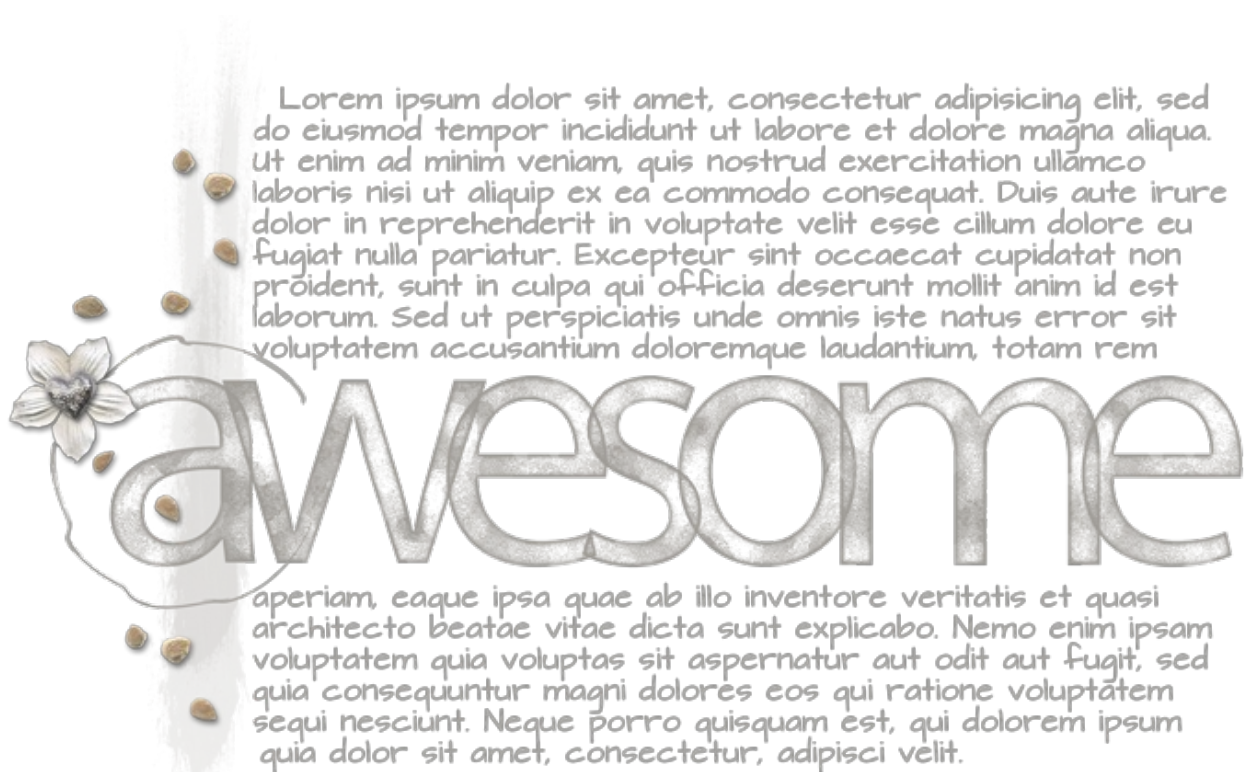 Lorem ipsum dolor sit amet, consectetur adipisicing elit, sed
do eiusmod tempor incididunt ut labore et dolore magna aliqua.
Ut enim ad minim veniam, quis nostrud exercitation ullamco
laboris nisi ut aliquip ex ea commodo consequat. Duis aute irure
dolor in reprehenderit in voluptate velit esse cillum dolore eu
fugiat nulla pariatur. Excepteur sint occaecat cupidatat non
proident, sunt in culpa qui officia deserunt mollit anim id est
laborum. Sed ut perspiciatis unde omnis iste natus error sit
voluptatem accusantium doloremque laudantium, totam rem
awesome
aperiam, eaque ipsa quae ab illo inventore veritatis et quasi
architecto beatae vitae dicta sunt explicabo. Nemo enim ipsam
voluptatem quia voluptas sit aspernatur aut odit aut fugit, sed
quia consequuntur magni dolores eos qui ratione voluptatem
sequi nesciunt. Neque porro quisquam est, qui dolorem ipsum
quia dolor sit amet, consectetur, adipisci velit.